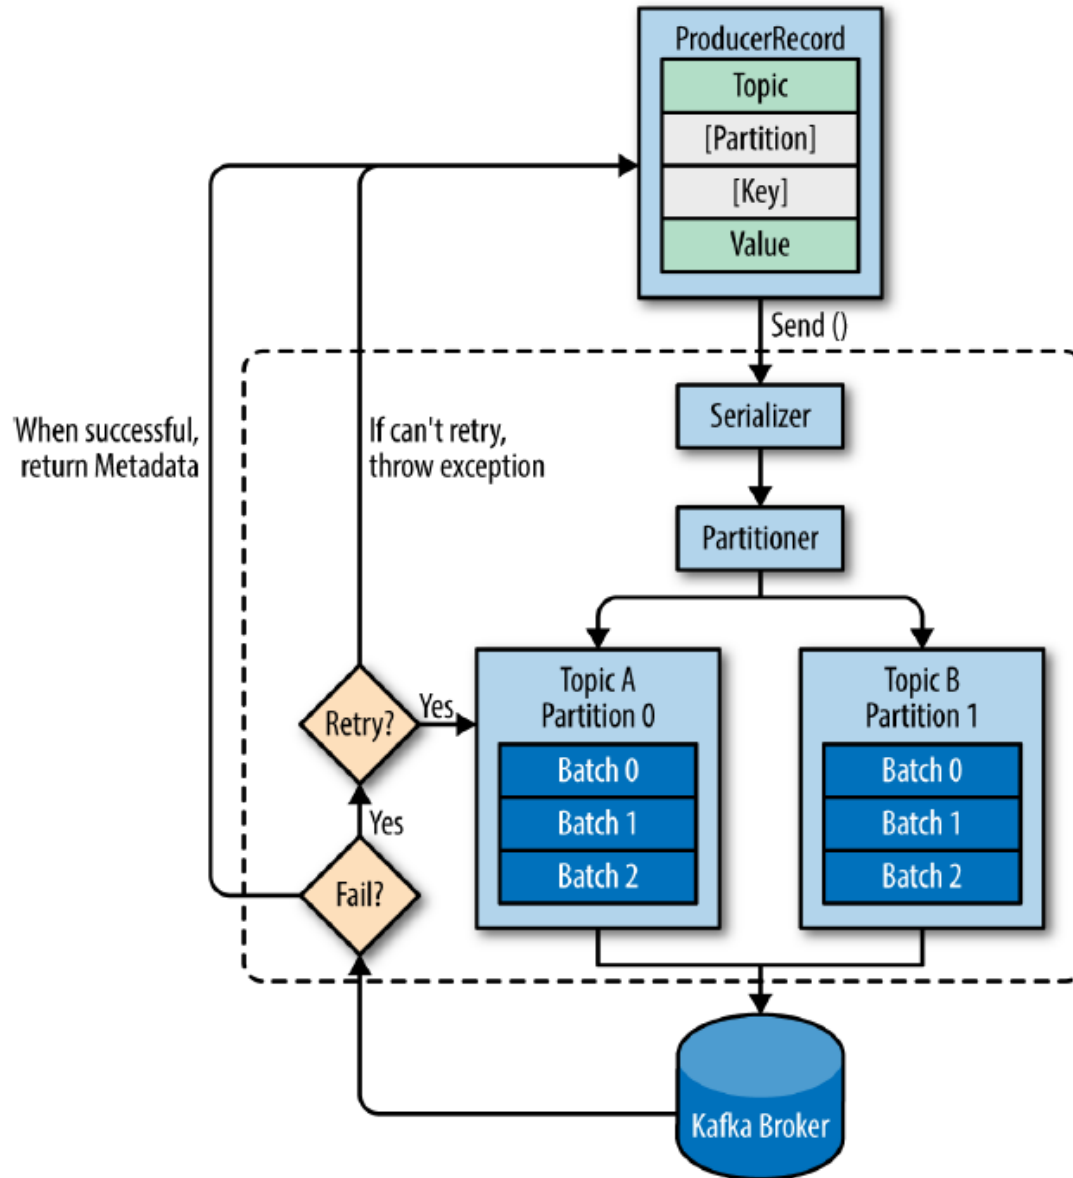 ProducerRecord
Topic
[Partition]
[Key]
Value
Send ()
Serializer
Partitioner
'When successful,
return Metadata
If can't retry,
throw exception
Topic A
Partition 0
Batch 0
Batch 1
Batch 2
Topic B
Partition 1
Batch 0
Batch 1
Batch 2
Retry?
Yes
Yes
Fail?
Kafka Broker